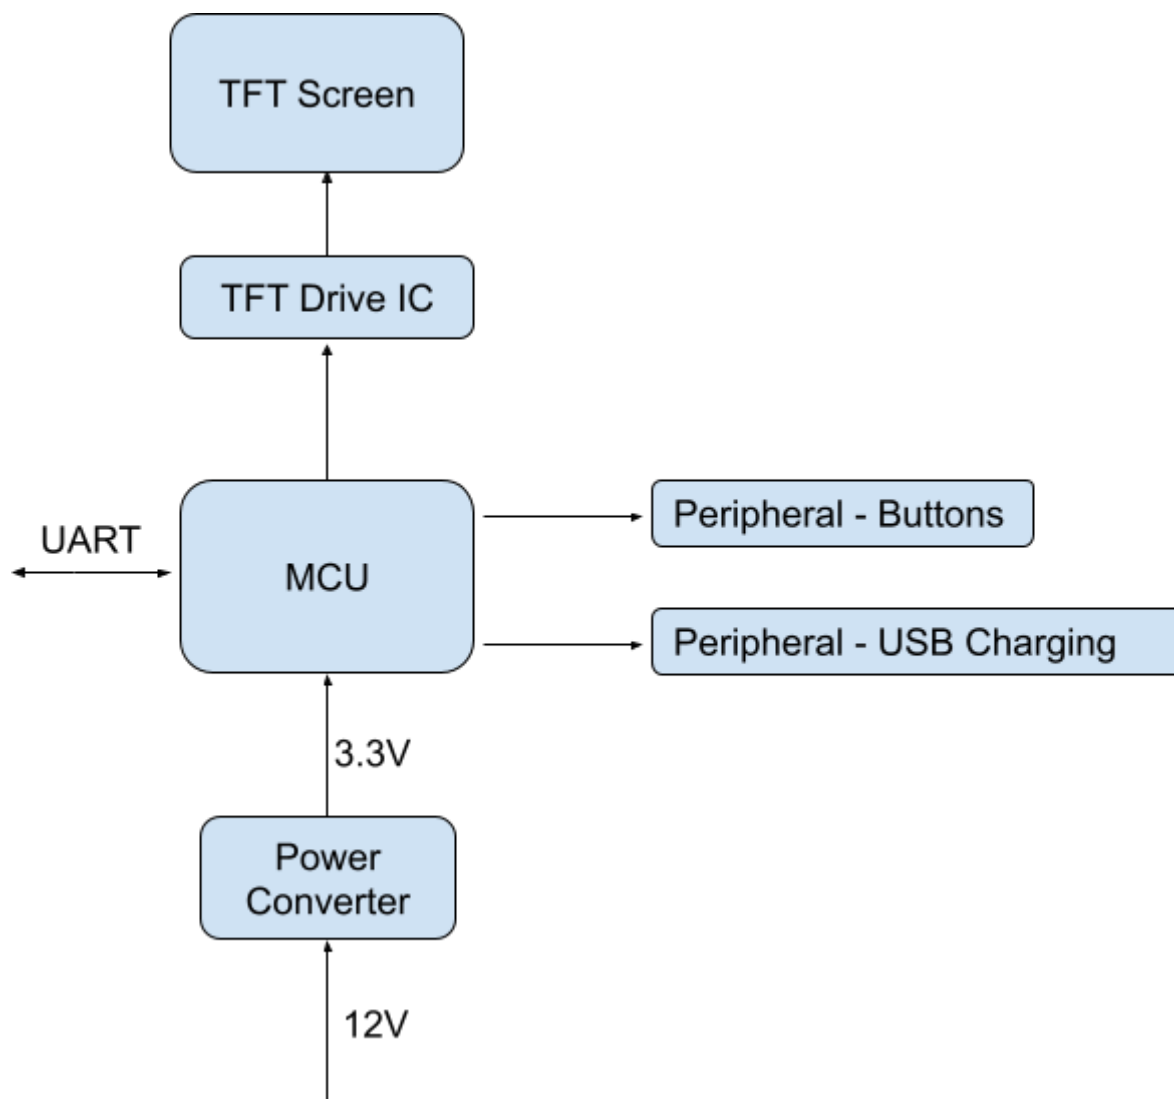 TFT Screen
TFT Drive IC
UART
MCU
Peripheral - Buttons
Peripheral - USB Charging
3.3V
Power
Converter
12V